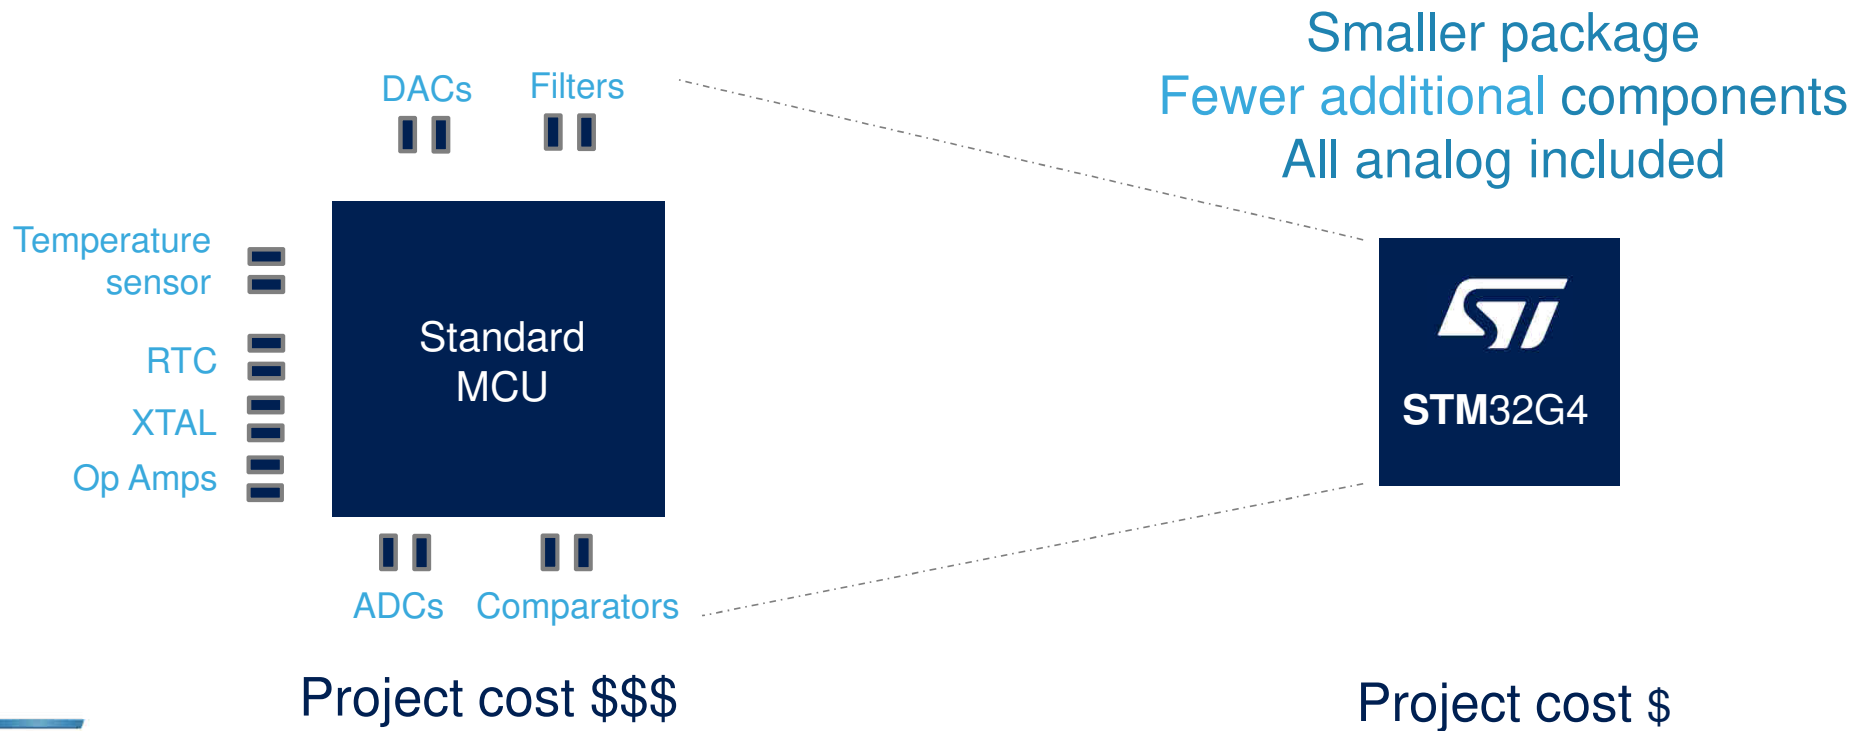 Smaller package
Fewer additional components
All analog included
DACs
Filters
Temperature
sensor
RTC
XTAL
Op Amps
Standard
MCU
ST
STM32G4
ADCs
Comparators
Project cost $$$
Project cost $